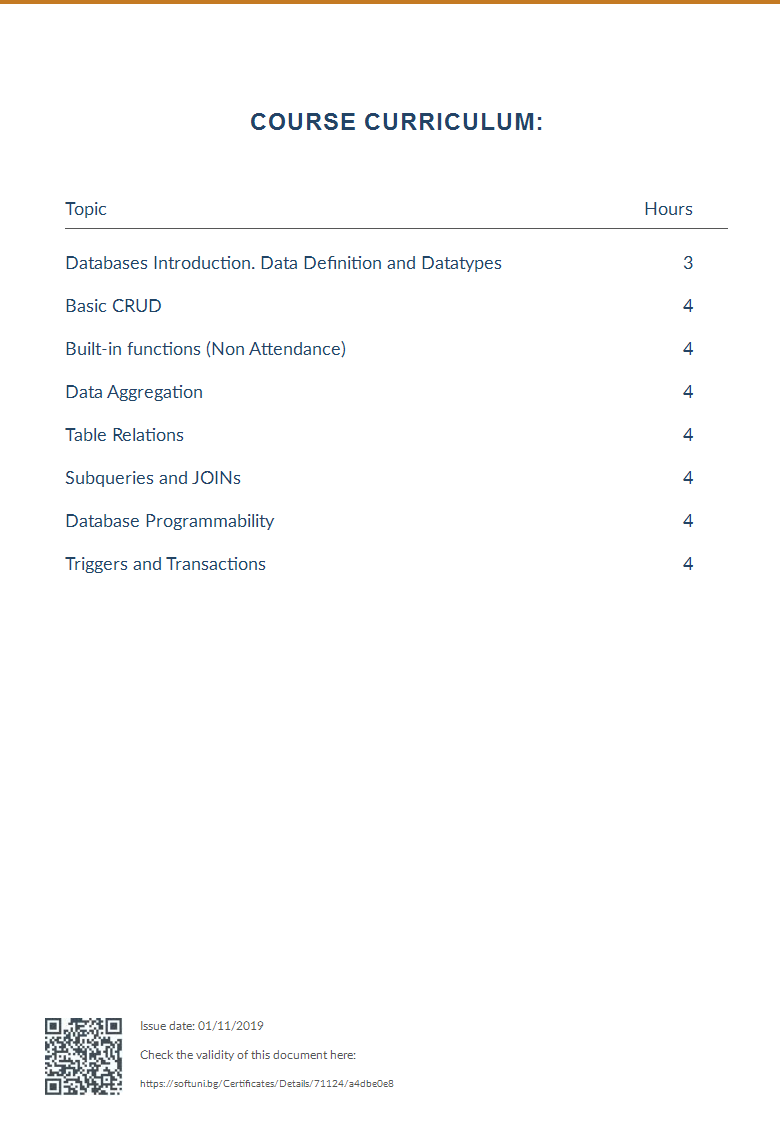 COURSE CURRICULUM:
Topic Hours
Databases Introduction. Data Definition and Datatypes 3
Basic CRUD 4
Built-in functions (Non Attendance) 4
Data Aggregation 4
Table Relations 4
Subqueries and JOINs 4
Database Programmability 4
Triggers and Transactions 4
Issue date: 01/11/2019
Check the validity of this document here:
https://softuni.bg/Certificates/Details/71124/a4dbe0e8